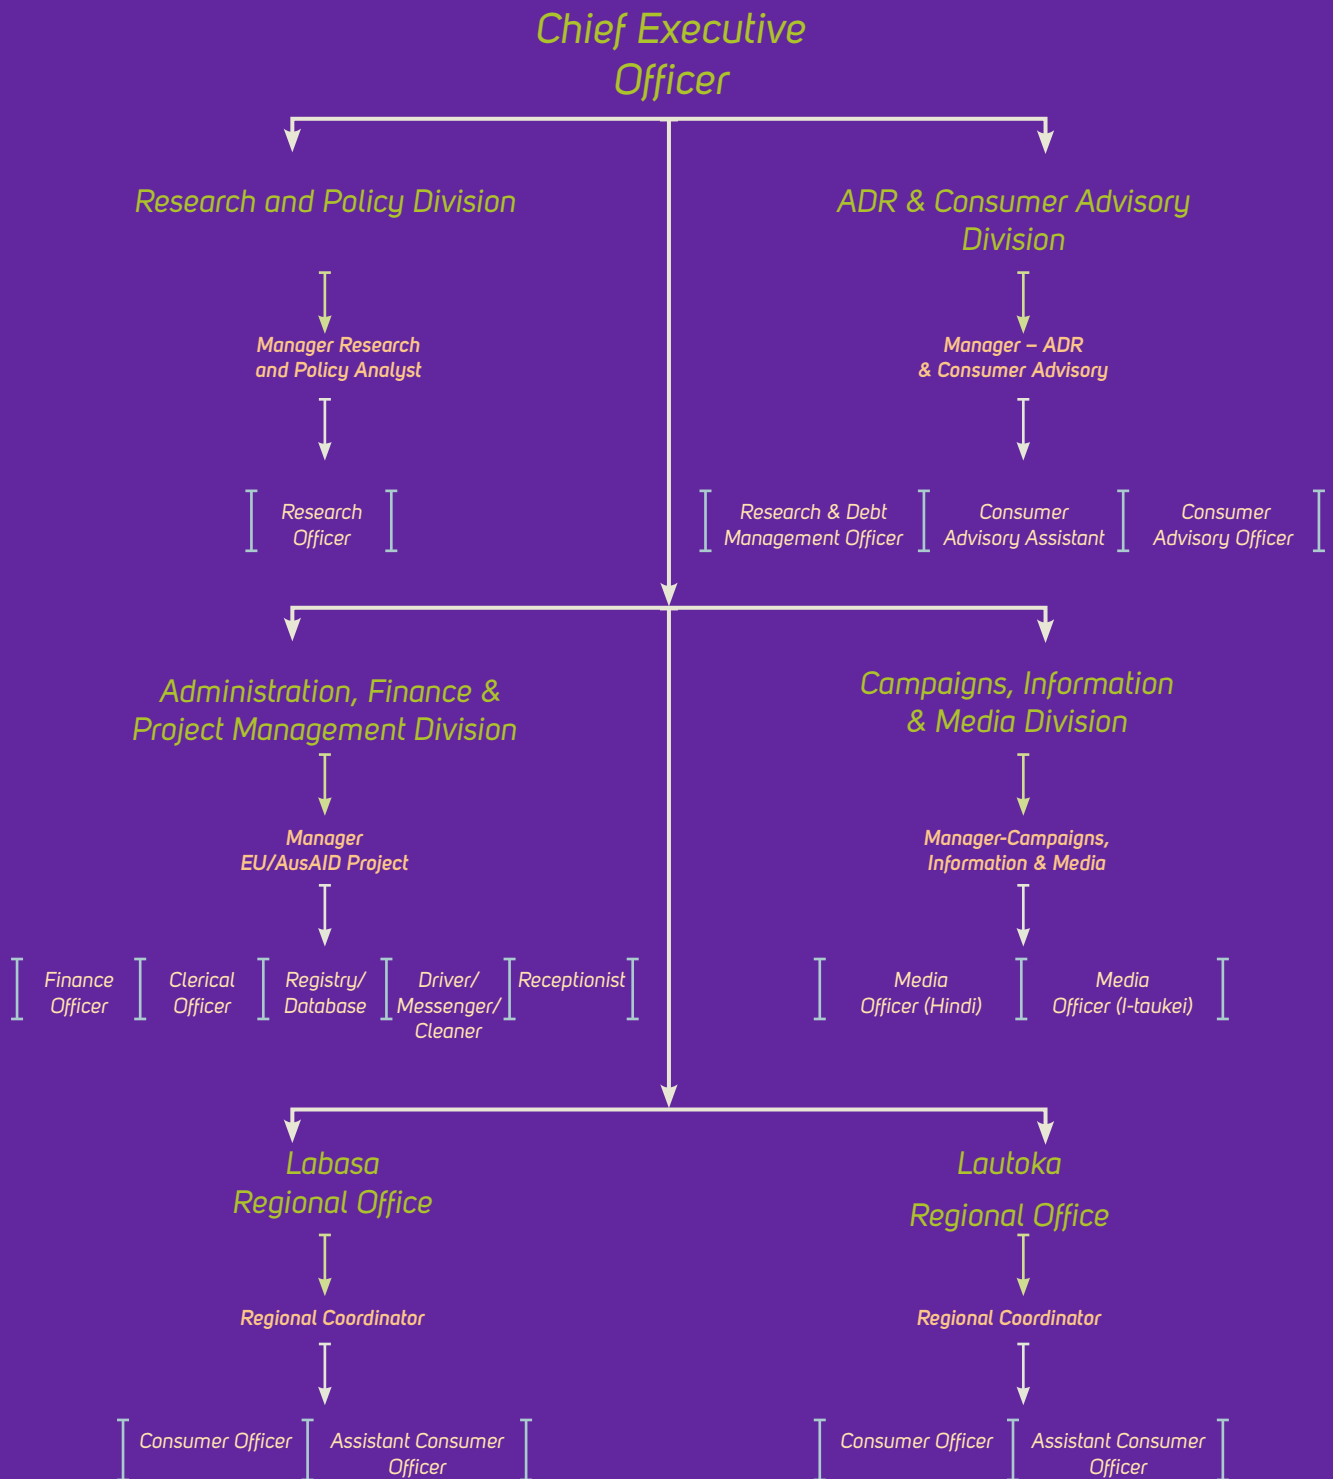 Chief Executive
Officer
Research and Policy Division
Manager Research
and Policy Analyst
Research
Officer
ADR & Consumer Advisory
Division
Manager – ADR
& Consumer Advisory
Research & Debt
Management Officer
Consumer
Advisory Assistant
Consumer
Advisory Officer
Administration, Finance &
Project Management Division
Manager
EU/AusAID Project
Finance
Officer
Clerical
Officer
Registry/
Database
Driver/
Messenger/
Cleaner
Receptionist
Campaigns, Information
& Media Division
Manager-Campaigns,
Information & Media
Media
Officer (Hindi)
Media
Officer (I-taukei)
Labasa
Regional Office
Regional Coordinator
Consumer Officer
Assistant Consumer
Officer
Lautoka
Regional Office
Regional Coordinator
Consumer Officer
Assistant Consumer
Officer